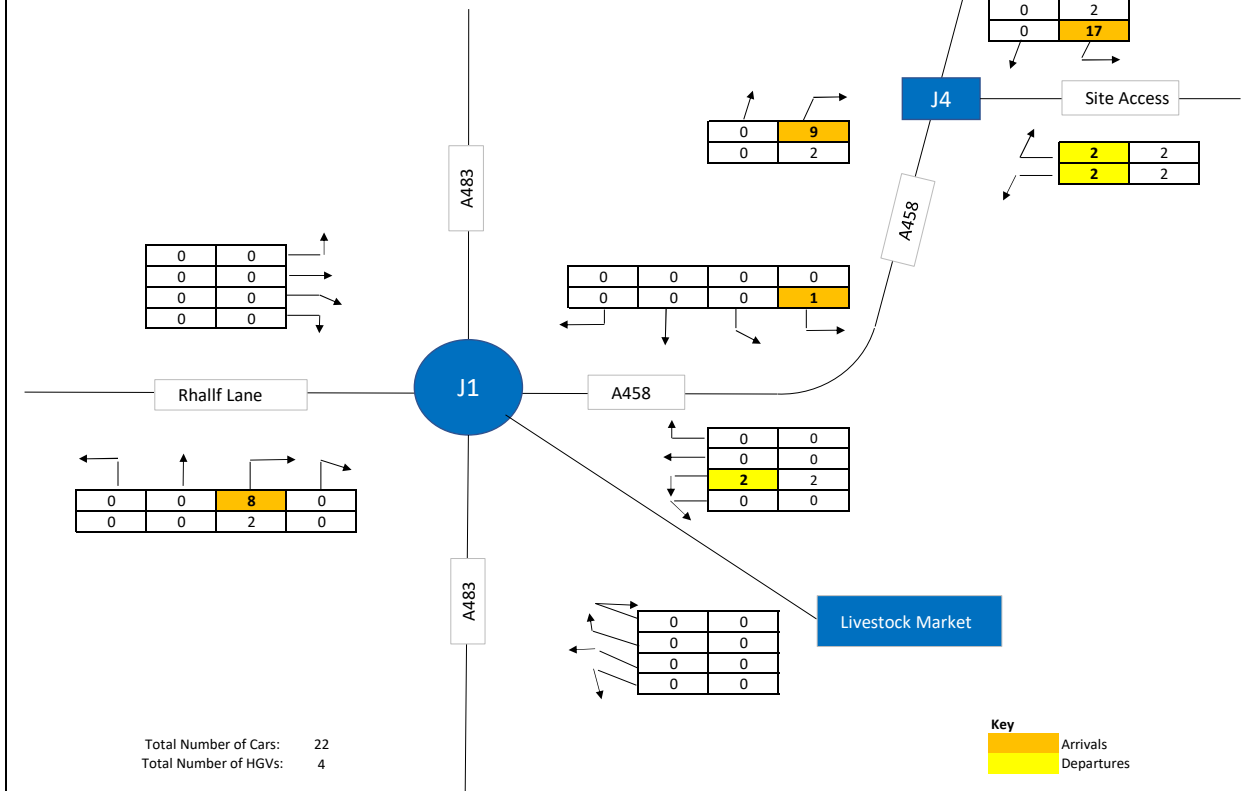 0 2
0 17
J4
Site Access
0 9
0 2
2 2
2 2
A483
A458
0 0
0 0
0 0
0 0
0 0 0 0
0 0 0 1
J1
Rhallf Lane
A458
0 0
0 0
2 2
0 0
0 0 8 0
0 0 2 0
A483
Livestock Market
0 0
0 0
0 0
0 0
Total Number of Cars: 22
Total Number of HGVs: 4
Key
Arrivals
Departures